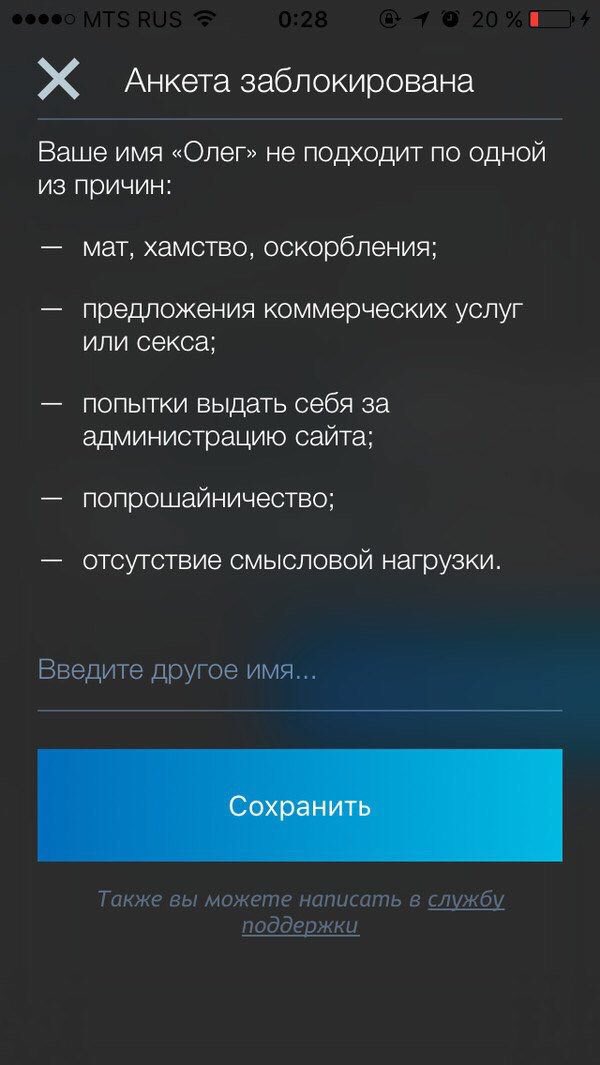 MTS RUS 0:28 20 %
Анкета заблокирована
Ваше имя «Олег» не подходит по одной
из причин:
— мат, хамство, оскорбления;
— предложения коммерческих услуг
или секса;
— попытки выдать себя за
администрацию сайта;
— попрошайничество;
— отсутствие смысловой нагрузки.
Введите другое имя...
Сохранить
Также вы можете написать в службу
поддержки